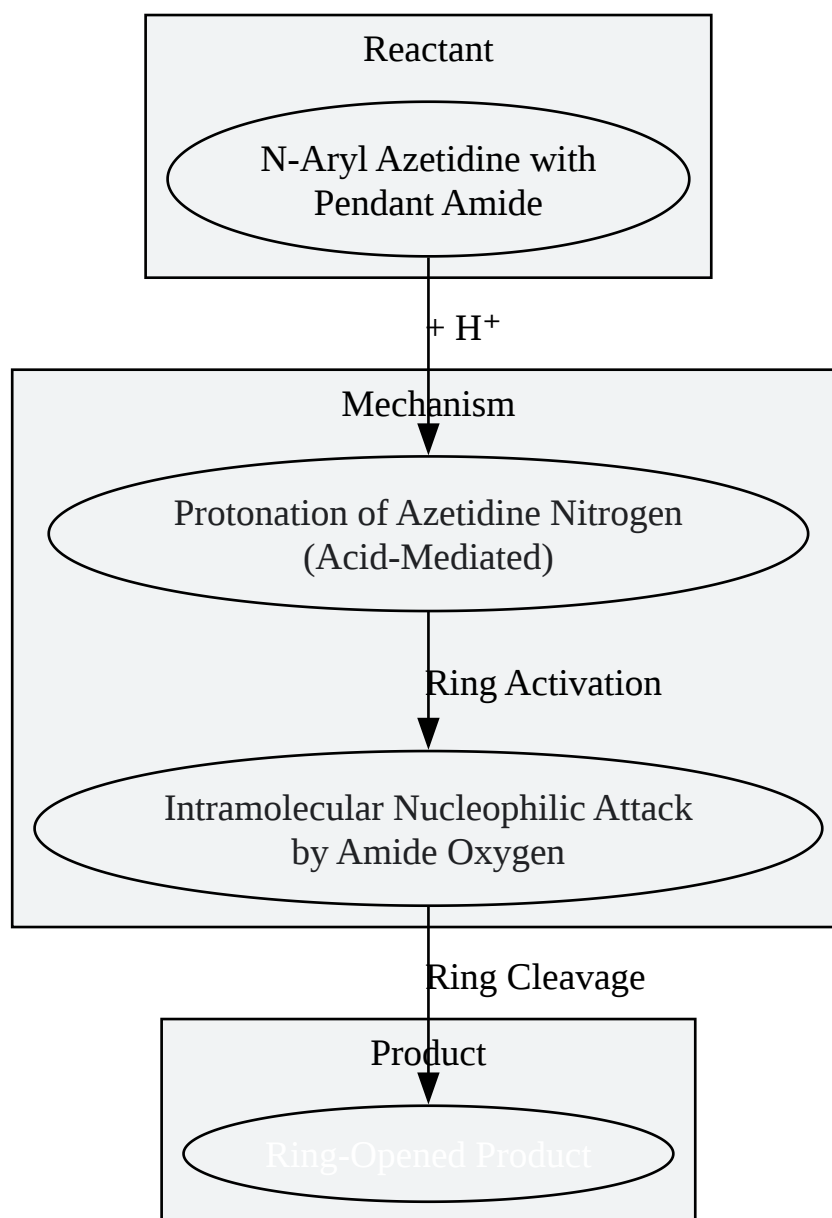 Reactant
N-Aryl Azetidine with
Pendant Amide
+ H⁺
Mechanism
Protonation of Azetidine Nitrogen
(Acid-Mediated)
Ring Activation
Intramolecular Nucleophilic Attack
by Amide Oxygen
Ring Cleavage
Product
Ring-Opened Product